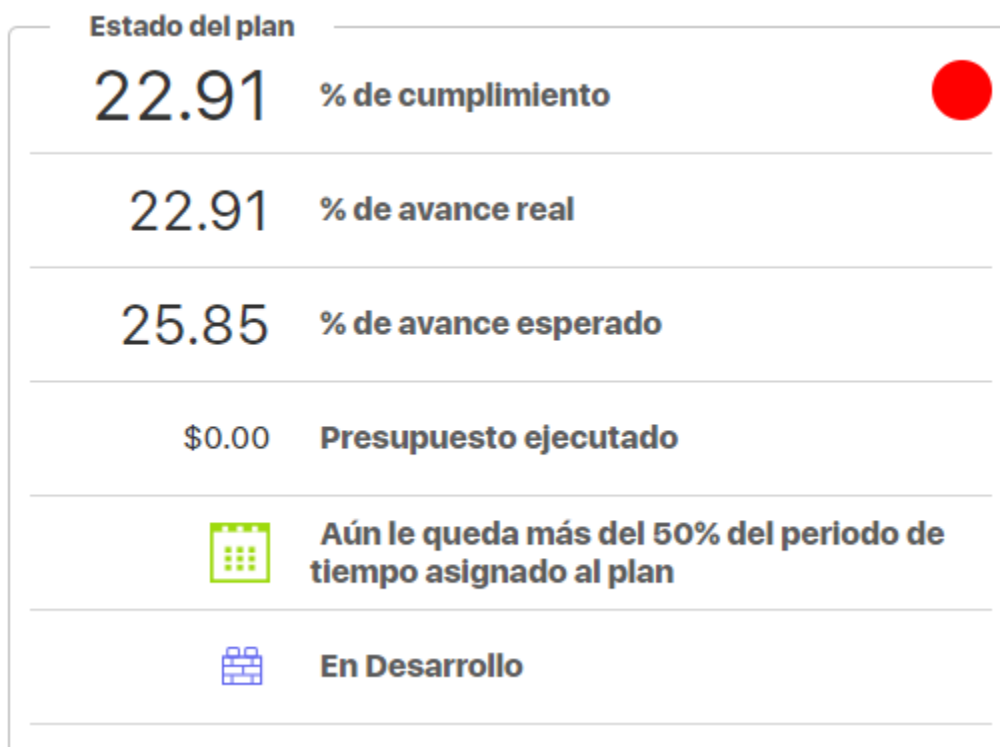 Estado del plan
22.91 % de cumplimiento
22.91 % de avance real
25.85 % de avance esperado
$0.00 Presupuesto ejecutado
Aún le queda más del 50% del periodo de
tiempo asignado al plan
En Desarrollo